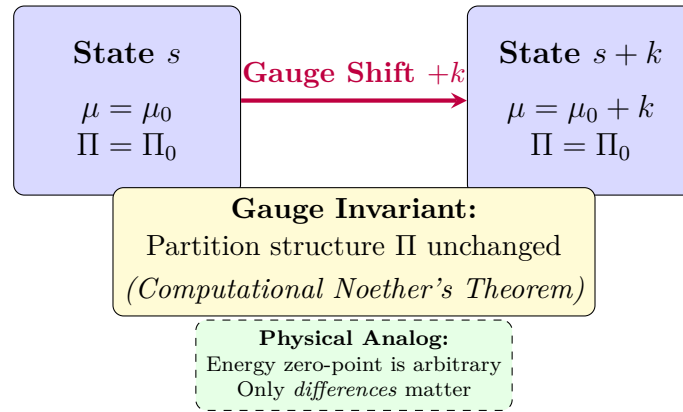 State s
μ = μ₀
Π = Π₀
Gauge Shift +k
State s + k
μ = μ₀ + k
Π = Π₀
Gauge Invariant:
Partition structure Π unchanged
(Computational Noether's Theorem)
Physical Analog:
Energy zero-point is arbitrary
Only differences matter